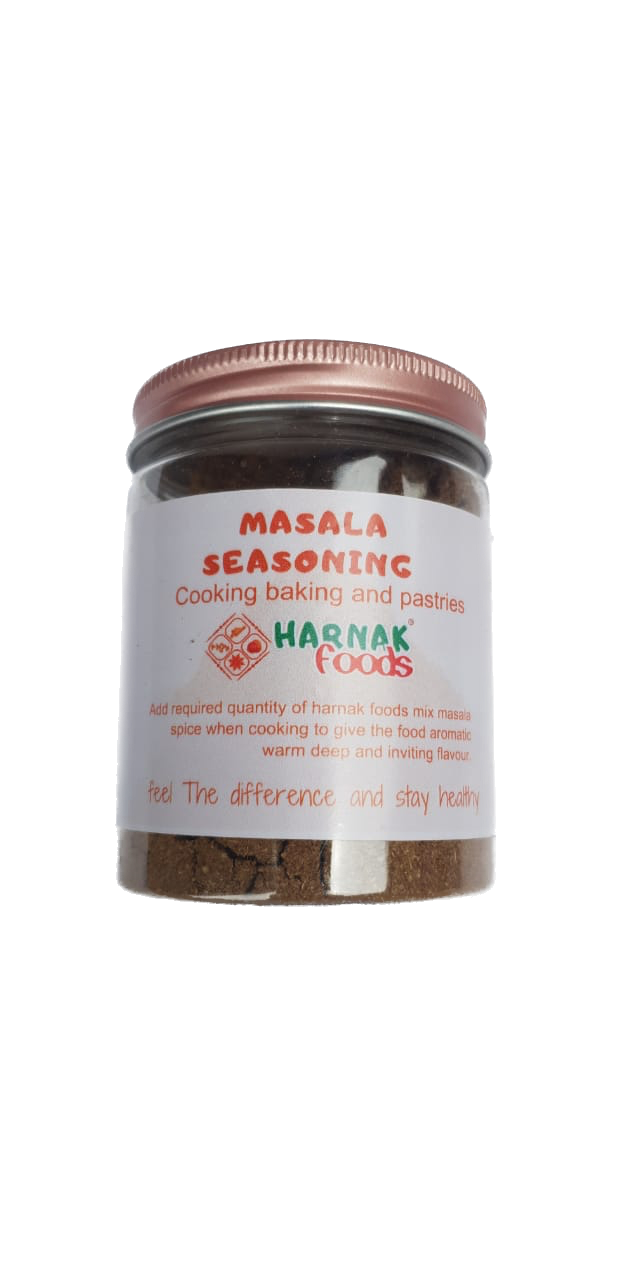 MASALA
SEASONING
Cooking baking and pastries
HARNAK®
foods
Add required quantity of harnak foods mix masala
spice when cooking to give the food aromatic
warm deep and inviting flavour.
feel The difference and stay healthy